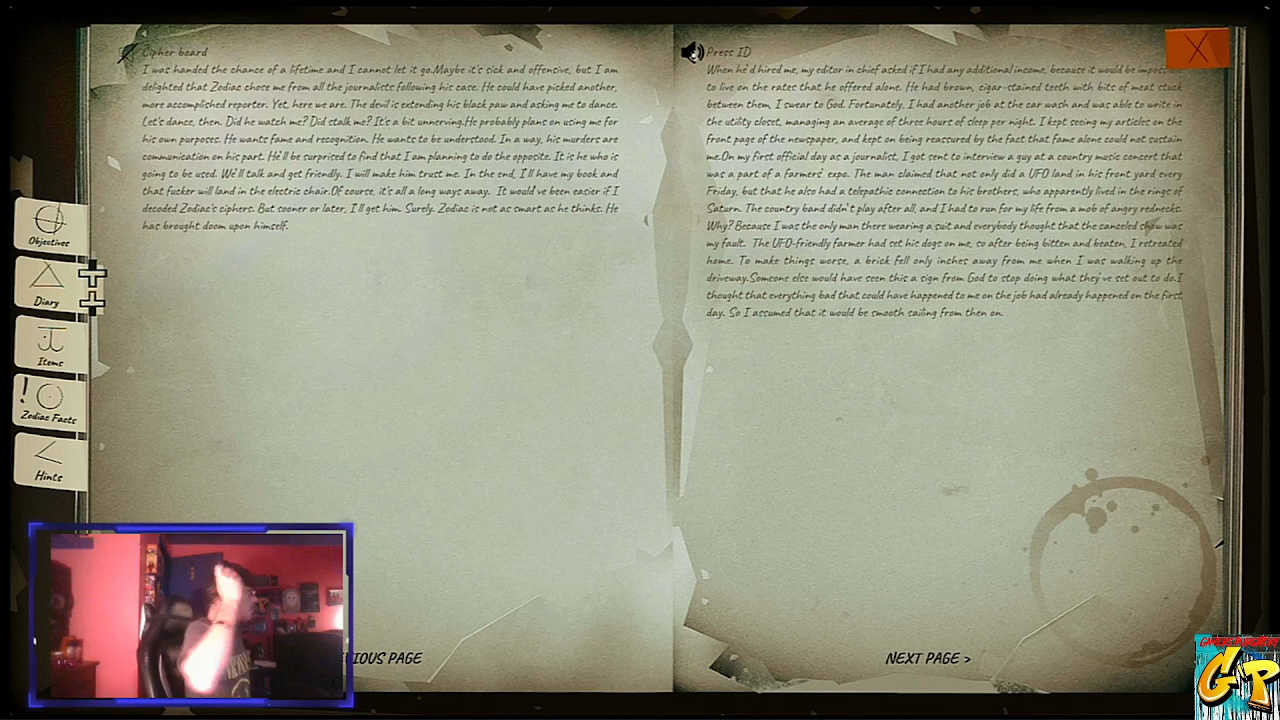 Cipher board
I was handed the chance of a lifetime and I cannot let it go.Maybe it's sick and offensive, but I am
delighted that Zodiac chose me from all the journalists following his case. He could have picked another,
more accomplished reporter. Yet, here we are. The devil is extending his black paw and asking me to dance.
Let's dance, then. Did he watch me? Did stalk me? It's a bit unnerving.He probably plans on using me for
his own purposes. He wants fame and recognition. He wants to be understood. In a way, his murders are
communication on his part. He'll be surprised to find that I am planning to do the opposite. It is he who is
going to be used. We'll talk and get friendly. I will make him trust me. In the end, I'll have my book and
that fucker will land in the electric chair.Of course, it's all a long ways away. It would've been easier if I
decoded Zodiac's ciphers. But sooner or later, I'll get him. Surely. Zodiac is not as smart as he thinks. He
has brought doom upon himself.
Press ID
When he'd hired me, my editor in chief asked if I had any additional income, because it would be impossible
to live on the rates that he offered alone. He had brown, cigar-stained teeth with bits of meat stuck
between them, I swear to God. Fortunately, I had another job at the car wash and was able to write in
the utility closet, managing an average of three hours of sleep per night. I kept seeing my articles on the
front page of the newspaper, and kept on being reassured by the fact that fame alone could not sustain
me.On my first official day as a journalist, I got sent to interview a guy at a country music concert that
was a part of a farmers' expo. The man claimed that not only did a UFO land in his front yard every
Friday, but that he also had a telepathic connection to his brothers, who apparently lived in the rings of
Saturn. The country band didn't play after all, and I had to run for my life from a mob of angry rednecks.
Why? Because I was the only man there wearing a suit and everybody thought that the canceled show was
my fault. The UFO-friendly farmer had set his dogs on me, so after being bitten and beaten, I retreated
home. To make things worse, a brick fell only inches away from me when I was walking up the
driveway.Someone else would have seen this a sign from God to stop doing what they've set out to do.I
thought that everything bad that could have happened to me on the job had already happened on the first
day. So I assumed that it would be smooth sailing from then on.
X
Objectives
Diary
Items
! Zodiac Facts
Hints
IOUS PAGE
NEXT PAGE >
GP